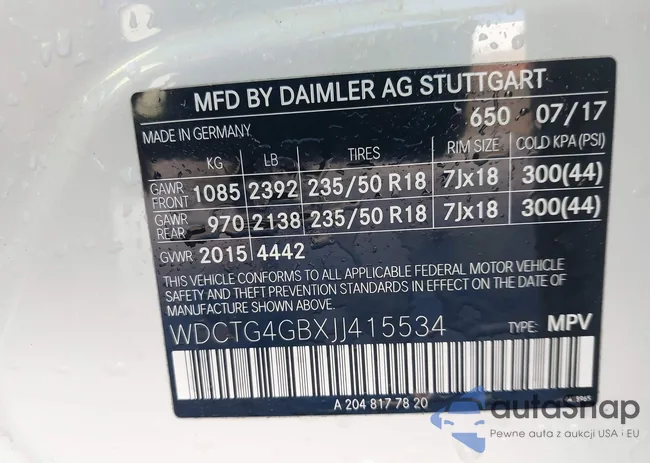 MFD BY DAIMLER AG STUTTGART
650 07/17
MADE IN GERMANY
KG LB TIRES RIM SIZE COLD KPA (PSI)
GAWR FRONT 1085 2392 235/50 R18 7Jx18 300(44)
GAWR REAR 970 2138 235/50 R18 7Jx18 300(44)
GVWR 2015 4442
THIS VEHICLE CONFORMS TO ALL APPLICABLE FEDERAL MOTOR VEHICLE
SAFETY AND THEFT PREVENTION STANDARDS IN EFFECT ON THE DATE OF
MANUFACTURE SHOWN ABOVE.
WDCTG4GBXJJ415534 TYPE: MPV
A 204 817 78 20
autoSnap
Pewne auta z aukcji USA i EU